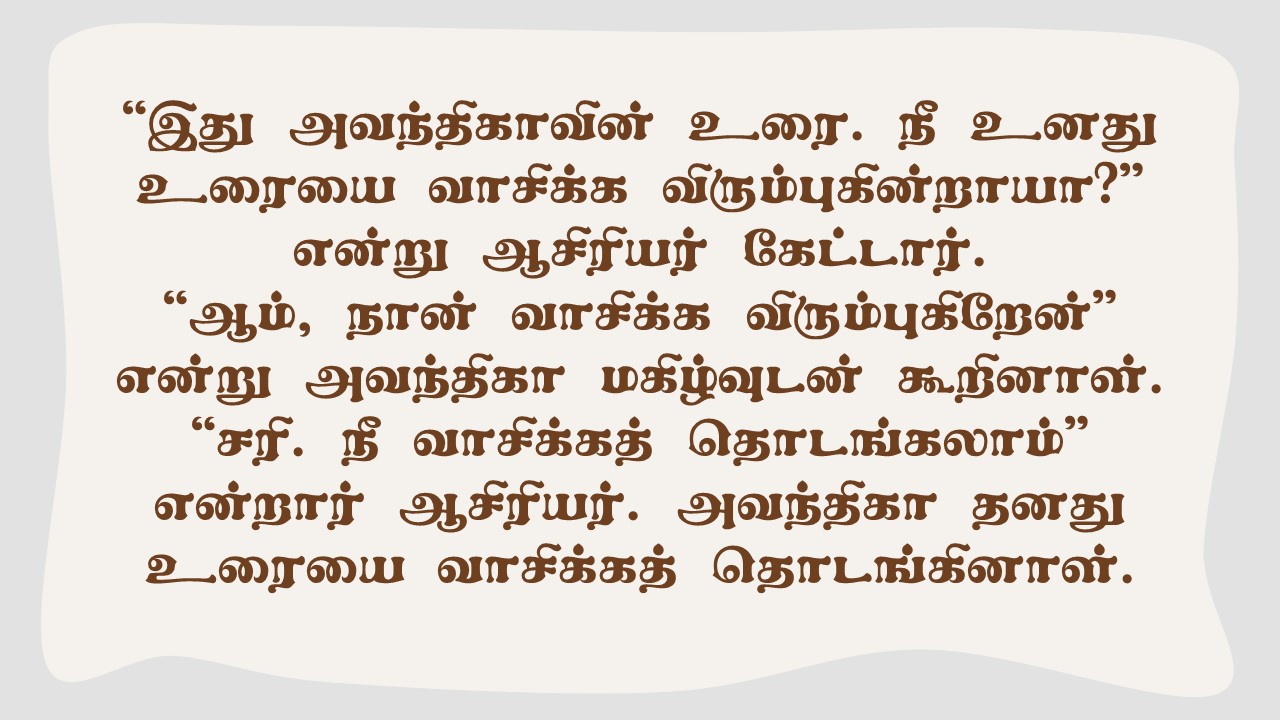 “இது அவந்திகாவின் உரை. நீ உனது
உரையை வாசிக்க விரும்புகின்றாயா?”
என்று ஆசிரியர் கேட்டார்.
“ஆம், நான் வாசிக்க விரும்புகிறேன்”
என்று அவந்திகா மகிழ்வுடன் கூறினாள்.
“சரி. நீ வாசிக்கத் தொடங்கலாம்”
என்றார் ஆசிரியர். அவந்திகா தனது
உரையை வாசிக்கத் தொடங்கினாள்.